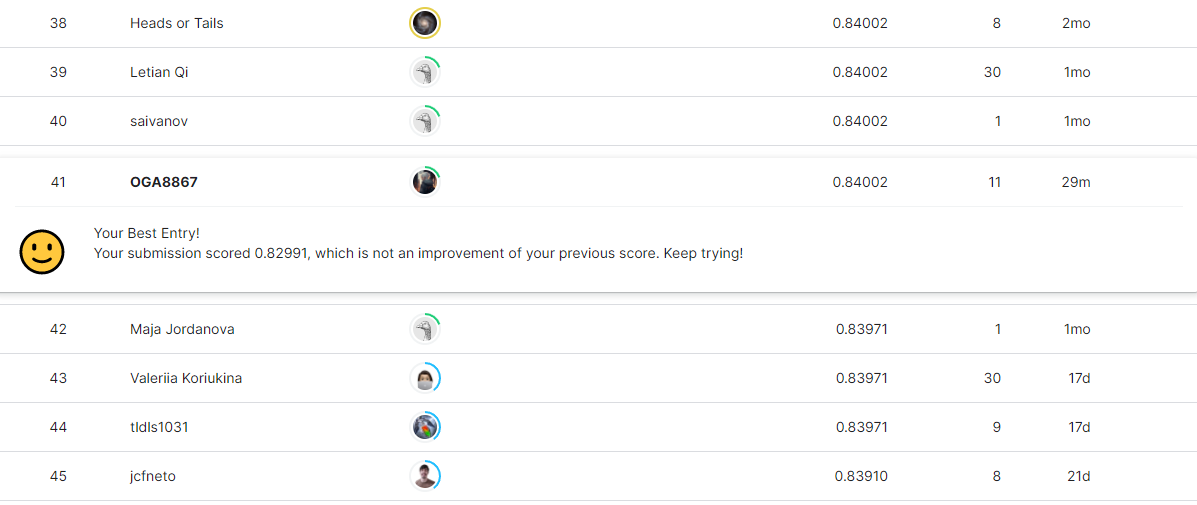 38 Heads or Tails 0.84002 8 2mo
39 Letian Qi 0.84002 30 1mo
40 saivanov 0.84002 1 1mo
41 OGA8867 0.84002 11 29m
Your Best Entry!
Your submission scored 0.82991, which is not an improvement of your previous score. Keep trying!
42 Maja Jordanova 0.83971 1 1mo
43 Valeriia Koriukina 0.83971 30 17d
44 tldls1031 0.83971 9 17d
45 jcfneto 0.83910 8 21d